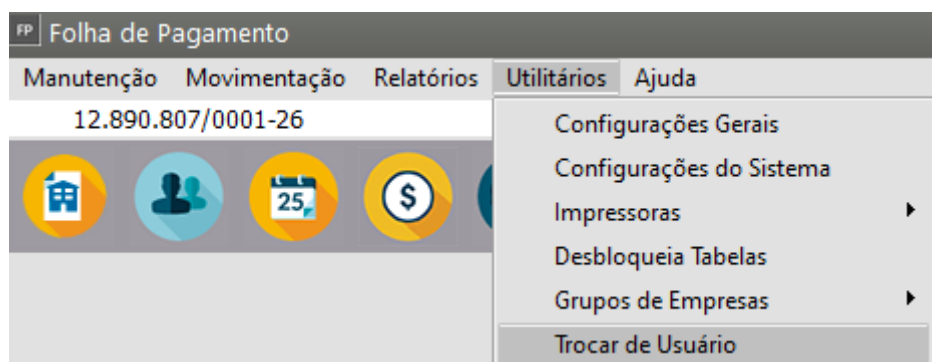 FP Folha de Pagamento
Manutenção Movimentação Relatórios Utilitários Ajuda
12.890.807/0001-26
Configurações Gerais
Configurações do Sistema
25
$
Impressoras
Desbloqueia Tabelas
Grupos de Empresas
Trocar de Usuário